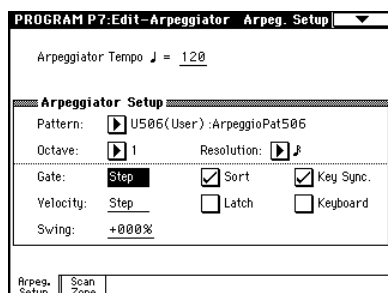 PROGRAM P7:Edit-Arpeggiator Arpeg. Setup
Arpeggiator Tempo ♩ = 120
Arpeggiator Setup
Pattern: U506(User) :ArpeggioPat506
Octave: 1 Resolution: ♪
Gate: Step Sort Key Sync.
Velocity: Step Latch Keyboard
Swing: +000%
Arpeg. Setup Scan Zone